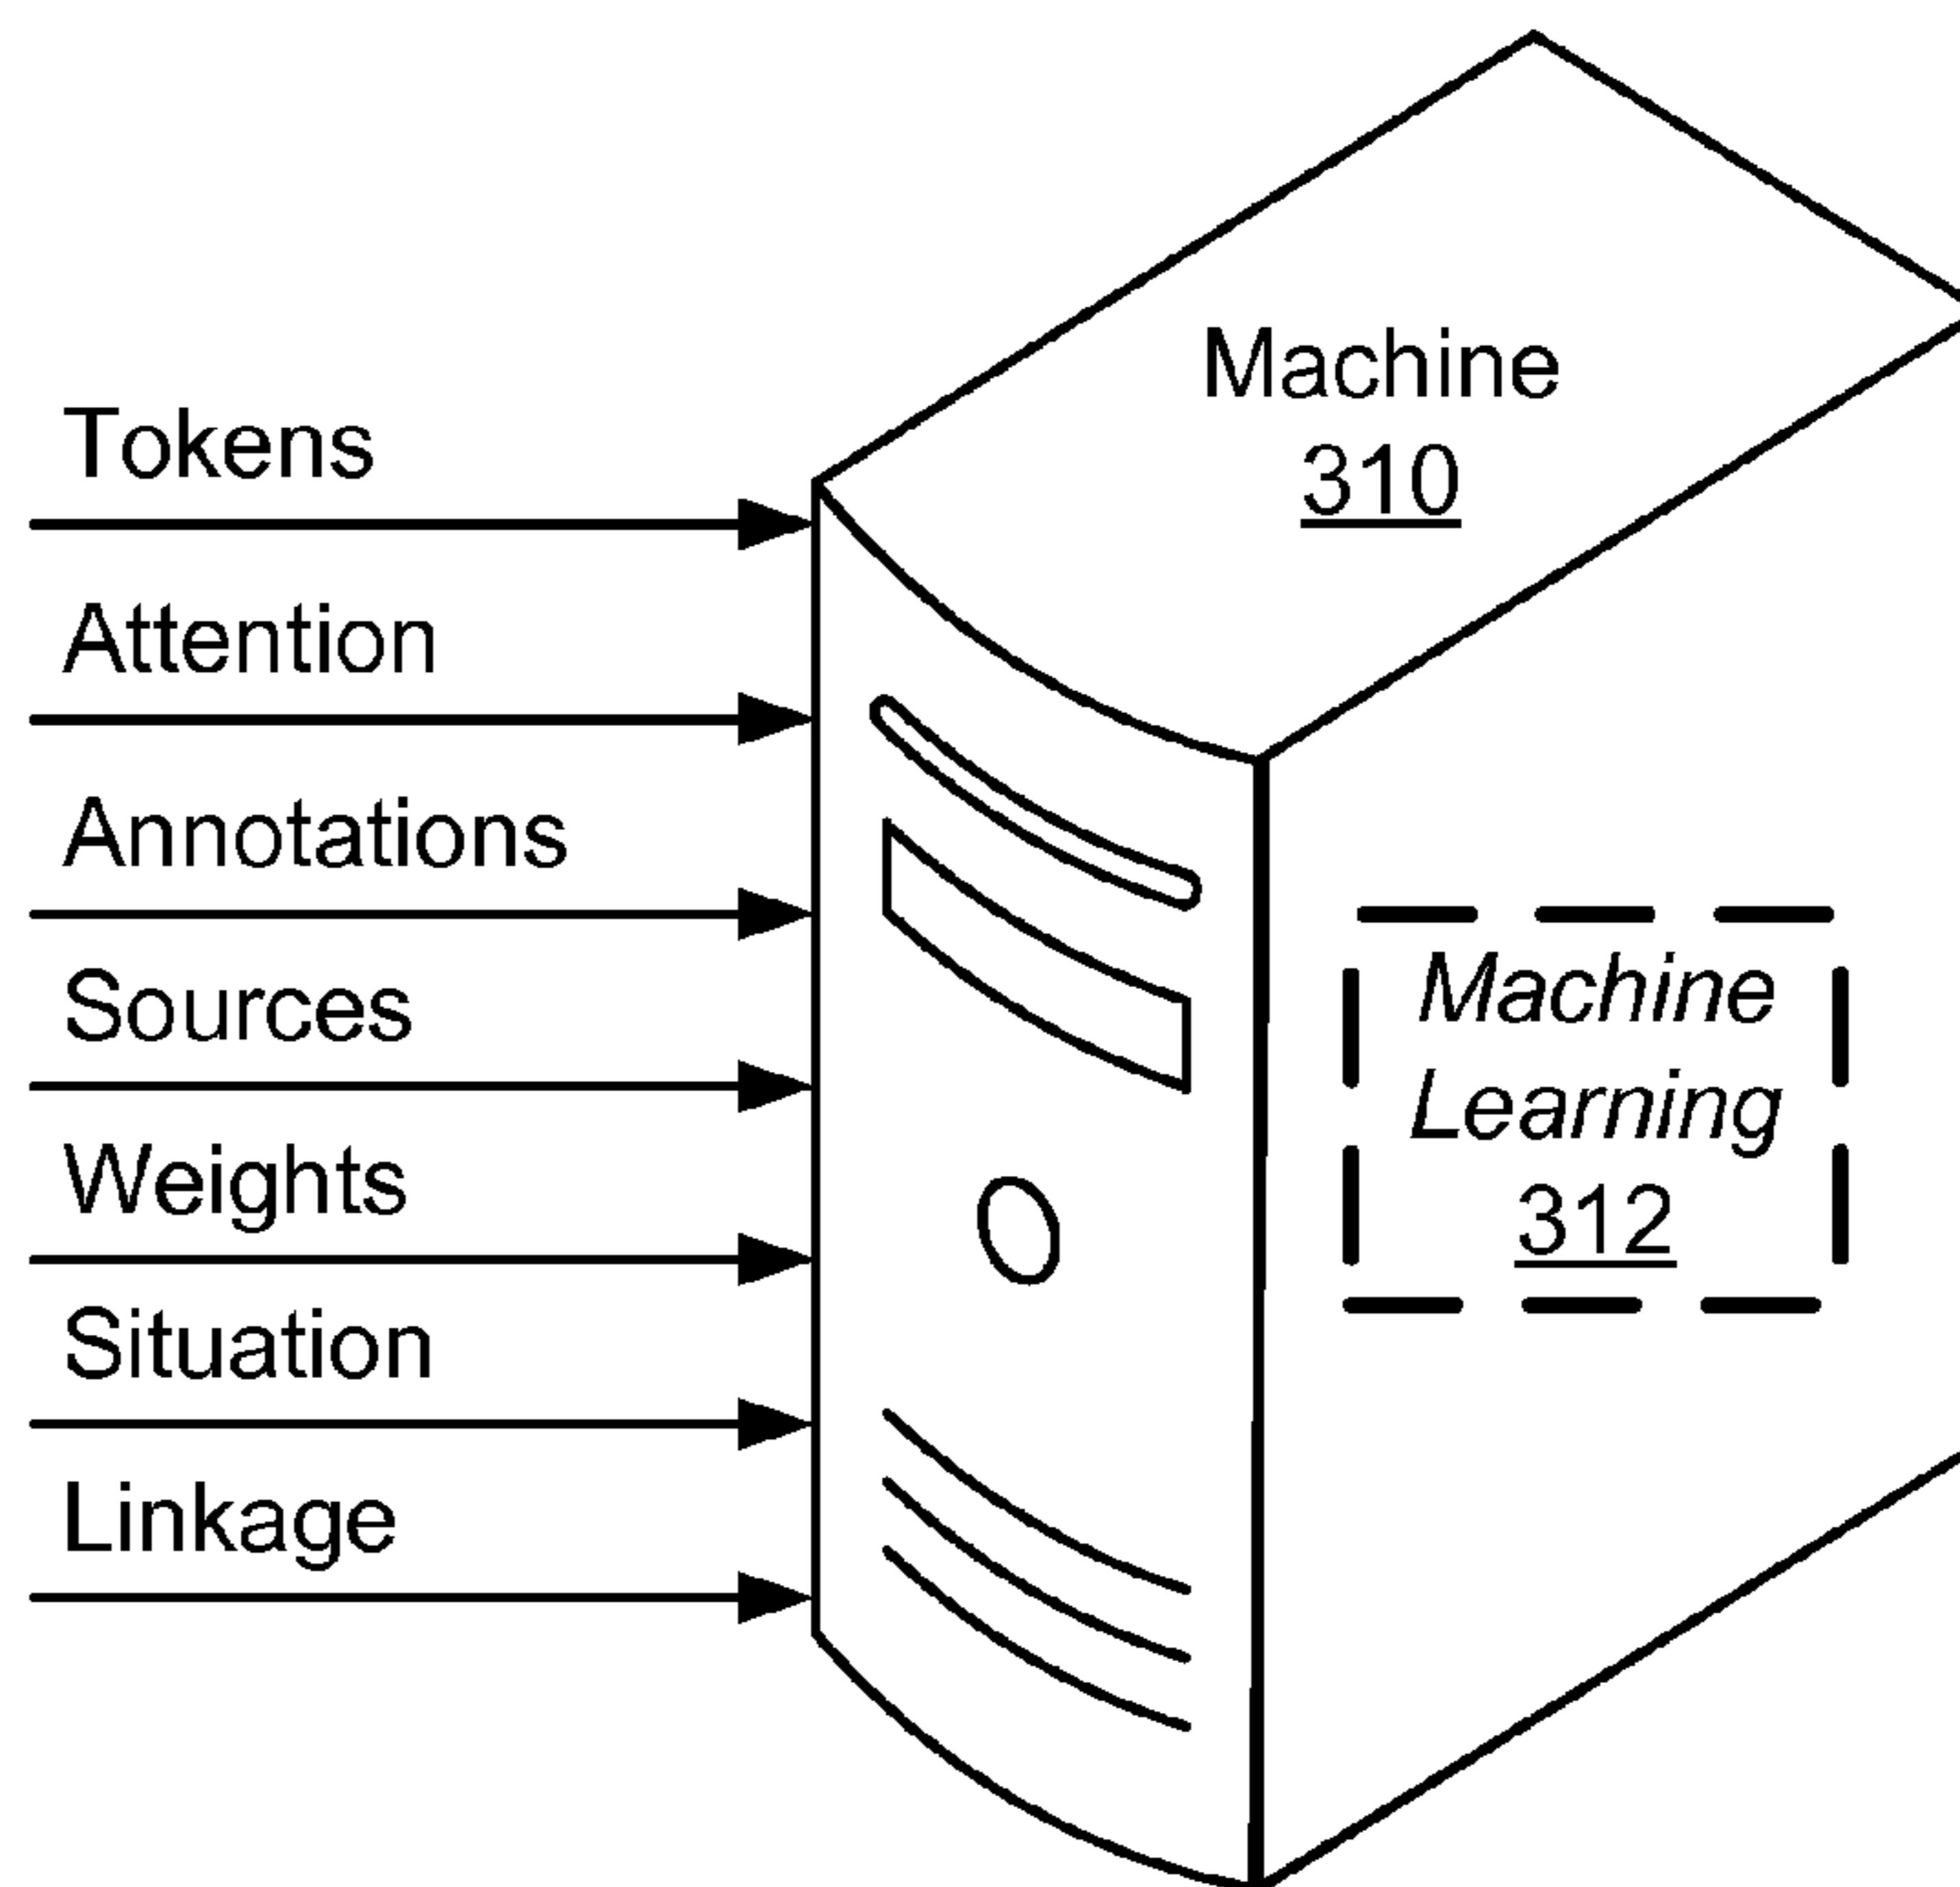 Machine
310
Tokens
Attention
Annotations
Sources
Weights
Situation
Linkage
Machine
Learning
312